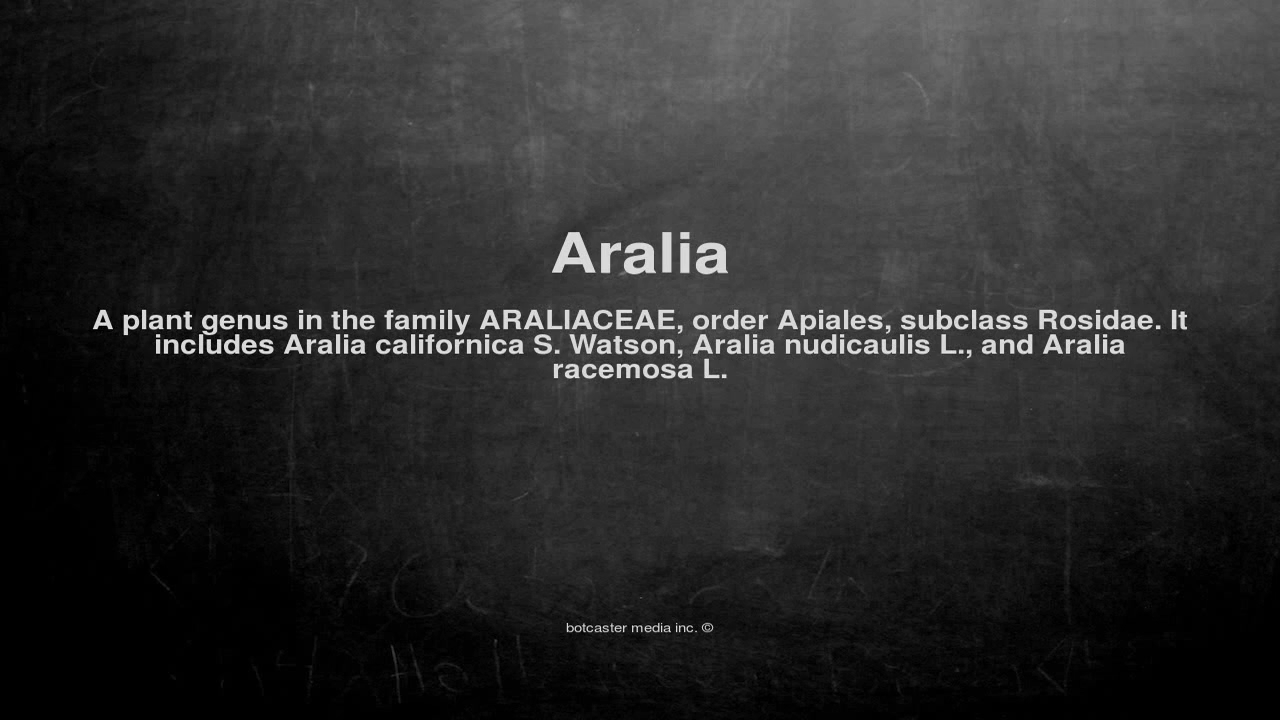 Aralia
A plant genus in the family ARALIACEAE, order Apiales, subclass Rosidae. It
includes Aralia californica S. Watson, Aralia nudicaulis L., and Aralia
racemosa L.
botcaster media inc. ©